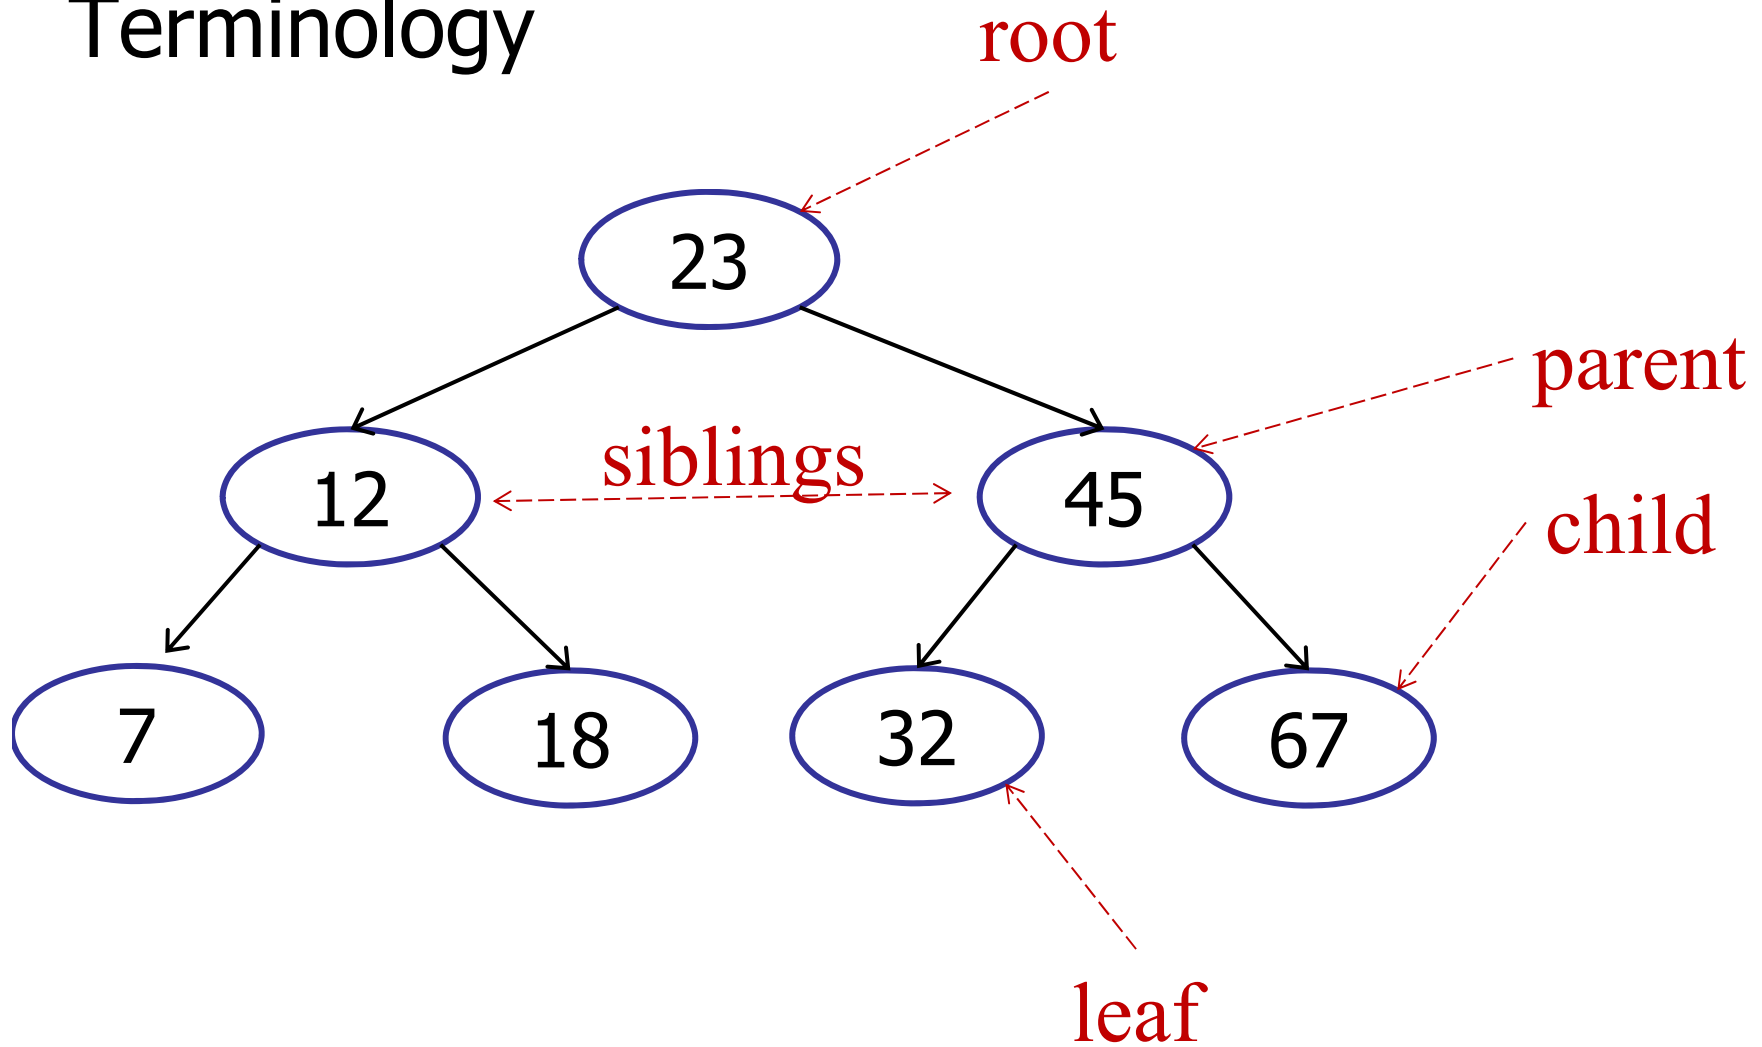 Terminology
root
23
parent
siblings
12
45
child
7
18
32
67
leaf